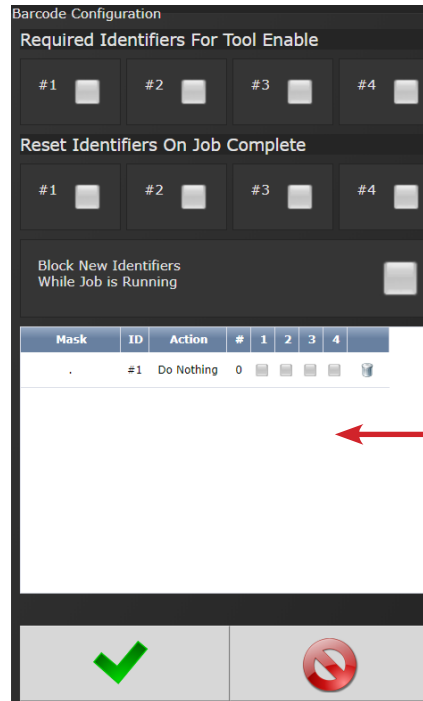 Barcode Configuration
Required Identifiers For Tool Enable
#1 #2 #3 #4
Reset Identifiers On Job Complete
#1 #2 #3 #4
Block New Identifiers
While Job is Running
Mask ID Action # 1 2 3 4
. #1 Do Nothing 0